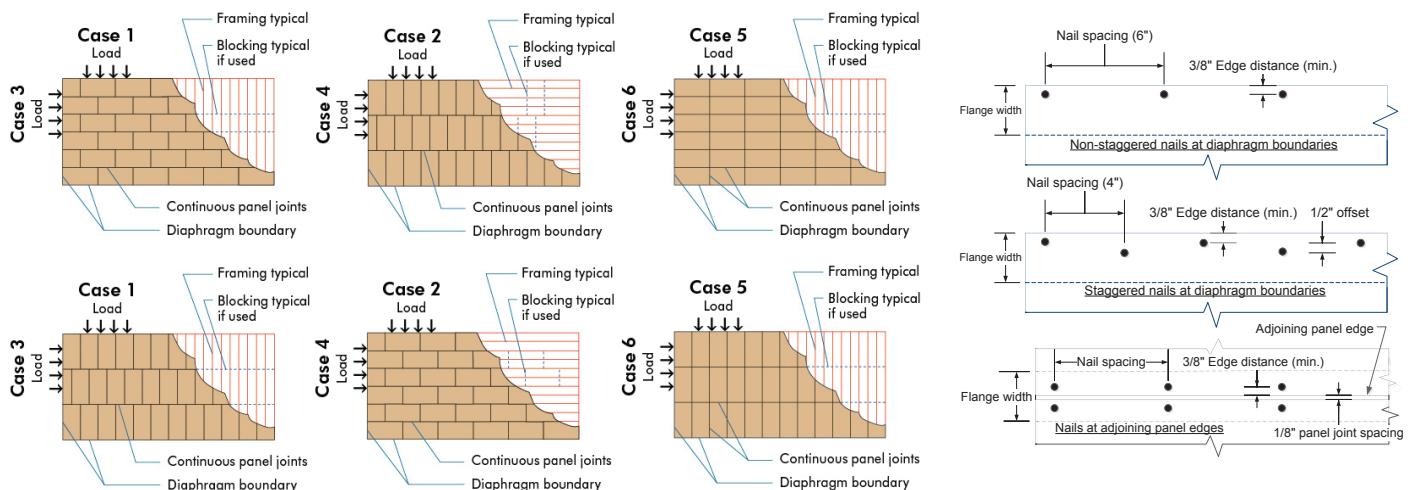 Case 1
Load
Case 3
Load
Framing typical
Blocking typical
if used
Continuous panel joints
Diaphragm boundary
Case 2
Load
Case 4
Load
Framing typical
Blocking typical
if used
Continuous panel joints
Diaphragm boundary
Case 5
Load
Case 6
Load
Framing typical
Blocking typical
if used
Continuous panel joints
Diaphragm boundary
Case 1
Load
Case 3
Load
Framing typical
Blocking typical
if used
Continuous panel joints
Diaphragm boundary
Case 2
Load
Case 4
Load
Framing typical
Blocking typical
if used
Continuous panel joints
Diaphragm boundary
Case 5
Load
Case 6
Load
Framing typical
Blocking typical
if used
Continuous panel joints
Diaphragm boundary
Nail spacing (6")
3/8" Edge distance (min.)
Flange width
Non-staggered nails at diaphragm boundaries
Nail spacing (4")
3/8" Edge distance (min.)
1/2" offset
Flange width
Staggered nails at diaphragm boundaries
Adjoining panel edge
Nail spacing
3/8" Edge distance (min.)
Flange width
Nails at adjoining panel edges
1/8" panel joint spacing